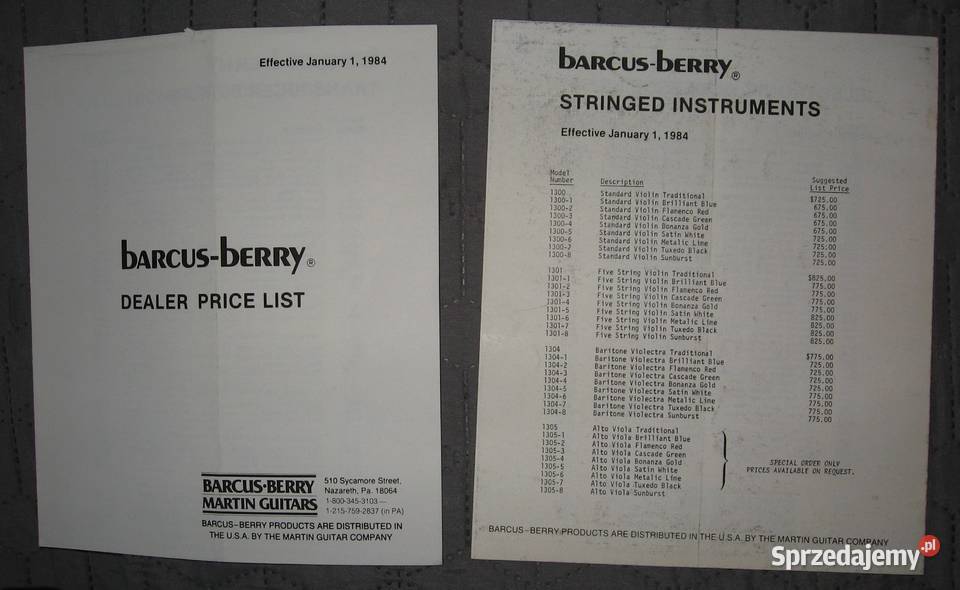 Effective January 1, 1984
BARCUS-BERRY®
DEALER PRICE LIST
BARCUS-BERRY
MARTIN GUITARS
510 Sycamore Street,
Nazareth, Pa. 18064
1-800-345-3103 —
1-215-759-2837 (in PA)
BARCUS-BERRY PRODUCTS ARE DISTRIBUTED IN
THE U.S.A. BY THE MARTIN GUITAR COMPANY
BARCUS-BERRY®
STRINGED INSTRUMENTS
Effective January 1, 1984
Model Number Description Suggested List Price
1300 Standard Violin Traditional $725.00
1300-1 Standard Violin Brilliant Blue 675.00
1300-2 Standard Violin Flamenco Red 675.00
1300-3 Standard Violin Cascade Green 675.00
1300-4 Standard Violin Bonanza Gold 675.00
1300-5 Standard Violin Satin White 725.00
1300-6 Standard Violin Metalic Lime 725.00
1300-7 Standard Violin Tuxedo Black 725.00
1300-8 Standard Violin Sunburst 725.00
1301 Five String Violin Traditional $825.00
1301-1 Five String Violin Brilliant Blue 775.00
1301-2 Five String Violin Flamenco Red 775.00
1301-3 Five String Violin Cascade Green 775.00
1301-4 Five String Violin Bonanza Gold 775.00
1301-5 Five String Violin Satin White 825.00
1301-6 Five String Violin Metalic Lime 825.00
1301-7 Five String Violin Tuxedo Black 825.00
1301-8 Five String Violin Sunburst 825.00
1304 Baritone Violectra Traditional $775.00
1304-1 Baritone Violectra Brilliant Blue 725.00
1304-2 Baritone Violectra Flamenco Red 725.00
1304-3 Baritone Violectra Cascade Green 725.00
1304-4 Baritone Violectra Bonanza Gold 725.00
1304-5 Baritone Violectra Satin White 775.00
1304-6 Baritone Violectra Metalic Lime 775.00
1304-7 Baritone Violectra Tuxedo Black 775.00
1304-8 Baritone Violectra Sunburst 775.00
1305 Alto Viola Traditional
1305-1 Alto Viola Brilliant Blue
1305-2 Alto Viola Flamenco Red
1305-3 Alto Viola Cascade Green
1305-4 Alto Viola Bonanza Gold
1305-5 Alto Viola Satin White
1305-6 Alto Viola Metalic Lime
1305-7 Alto Viola Tuxedo Black
1305-8 Alto Viola Sunburst
SPECIAL ORDER ONLY
PRICES AVAILABLE ON REQUEST.
BARCUS-BERRY PRODUCTS ARE DISTRIBUTED IN THE U.S.A. BY THE MARTIN GUITAR COMPANY
Sprzedajemy.pl